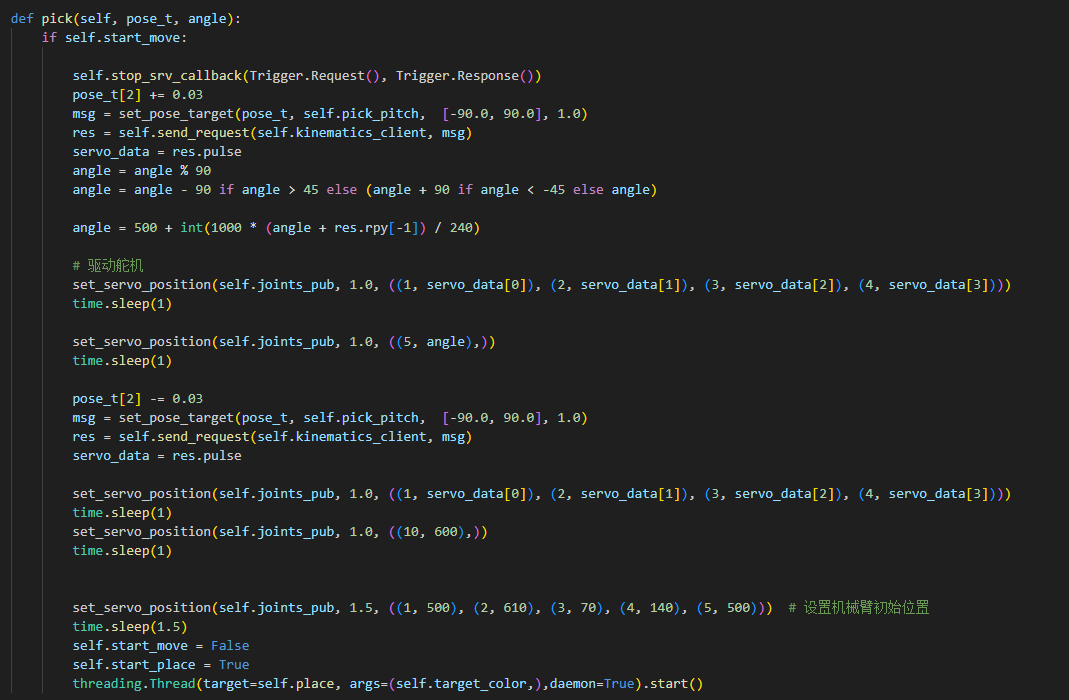 def pick(self, pose_t, angle):
    if self.start_move:
        self.stop_srv_callback(Trigger.Request(), Trigger.Response())
        pose_t[2] += 0.03
        msg = set_pose_target(pose_t, self.pick_pitch,  [-90.0, 90.0], 1.0)
        res = self.send_request(self.kinematics_client, msg)
        servo_data = res.pulse
        angle = angle % 90
        angle = angle - 90 if angle > 45 else (angle + 90 if angle < -45 else angle)
        angle = 500 + int(1000 * (angle + res.rpy[-1]) / 240)
        # 驱动舵机
        set_servo_position(self.joints_pub, 1.0, ((1, servo_data[0]), (2, servo_data[1]), (3, servo_data[2]), (4, servo_data[3])))
        time.sleep(1)
        set_servo_position(self.joints_pub, 1.0, ((5, angle),))
        time.sleep(1)
        pose_t[2] -= 0.03
        msg = set_pose_target(pose_t, self.pick_pitch,  [-90.0, 90.0], 1.0)
        res = self.send_request(self.kinematics_client, msg)
        servo_data = res.pulse
        set_servo_position(self.joints_pub, 1.0, ((1, servo_data[0]), (2, servo_data[1]), (3, servo_data[2]), (4, servo_data[3])))
        time.sleep(1)
        set_servo_position(self.joints_pub, 1.0, ((10, 600),))
        time.sleep(1)
        set_servo_position(self.joints_pub, 1.5, ((1, 500), (2, 610), (3, 70), (4, 140), (5, 500)))  # 设置机械臂初始位置
        time.sleep(1.5)
        self.start_move = False
        self.start_place = True
        threading.Thread(target=self.place, args=(self.target_color,),daemon=True).start()